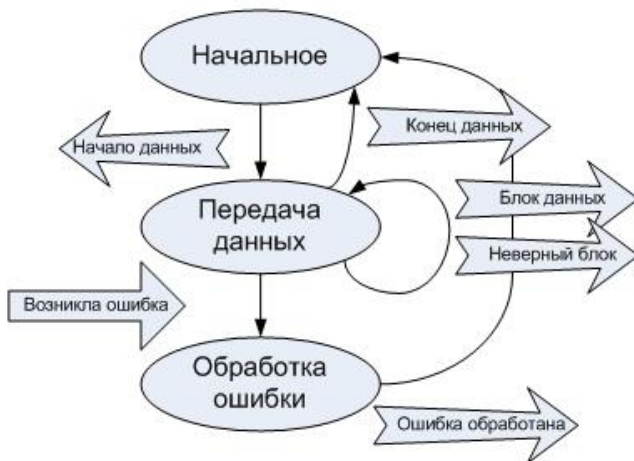 Начальное
Конец данных
Начало данных
Передача
данных
Блок данных
Неверный блок
Возникла ошибка
Обработка
ошибки
Ошибка обработана